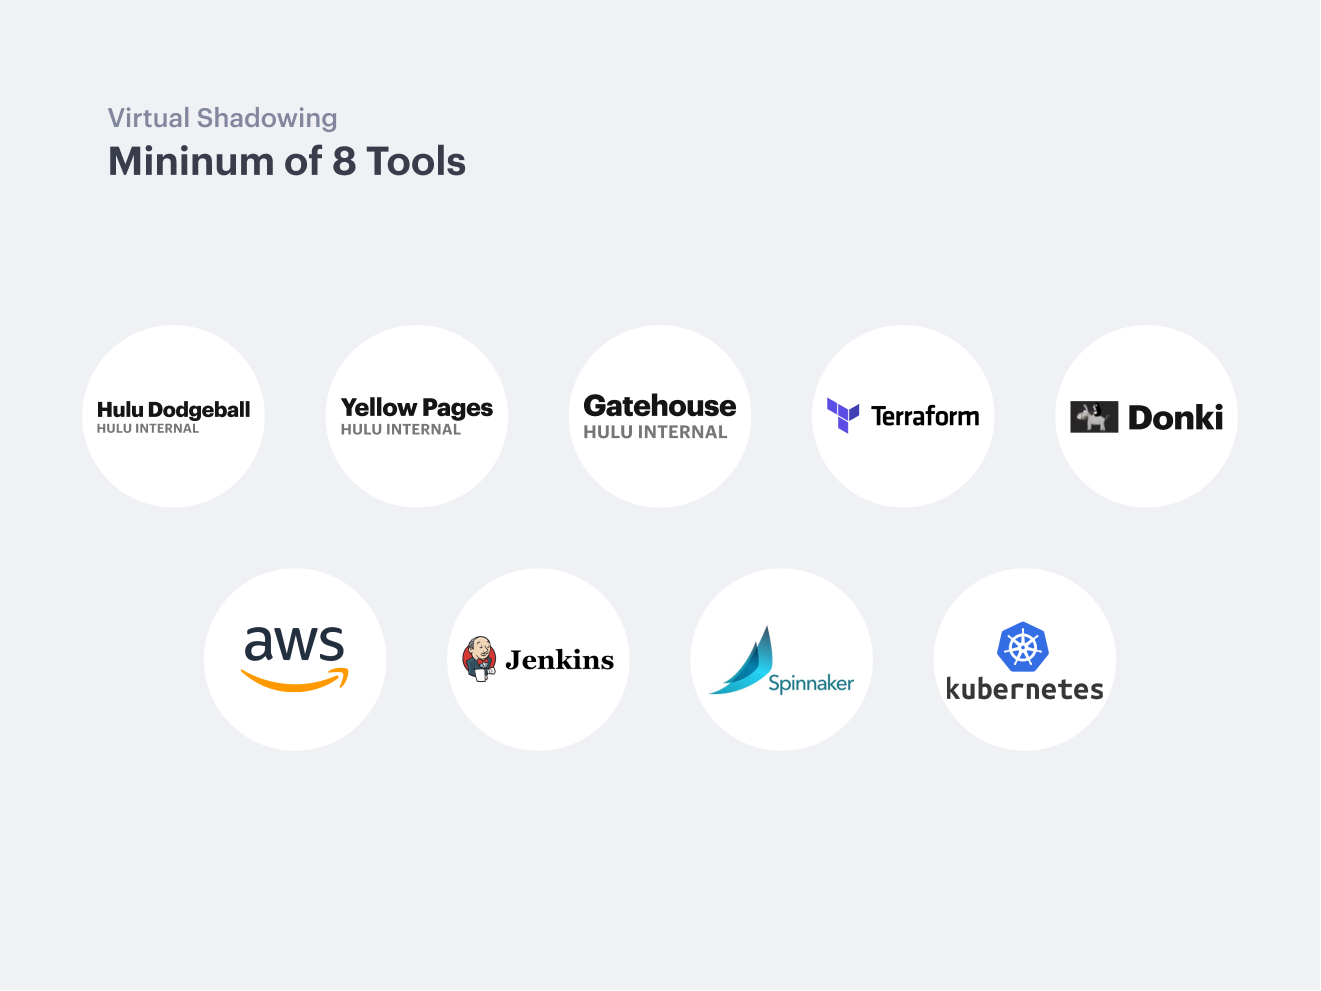 Virtual Shadowing
Mininum of 8 Tools
Hulu Dodgeball
HULU INTERNAL
Yellow Pages
HULU INTERNAL
Gatehouse
HULU INTERNAL
Terraform
Donki
aws
Jenkins
Spinnaker
kubernetes